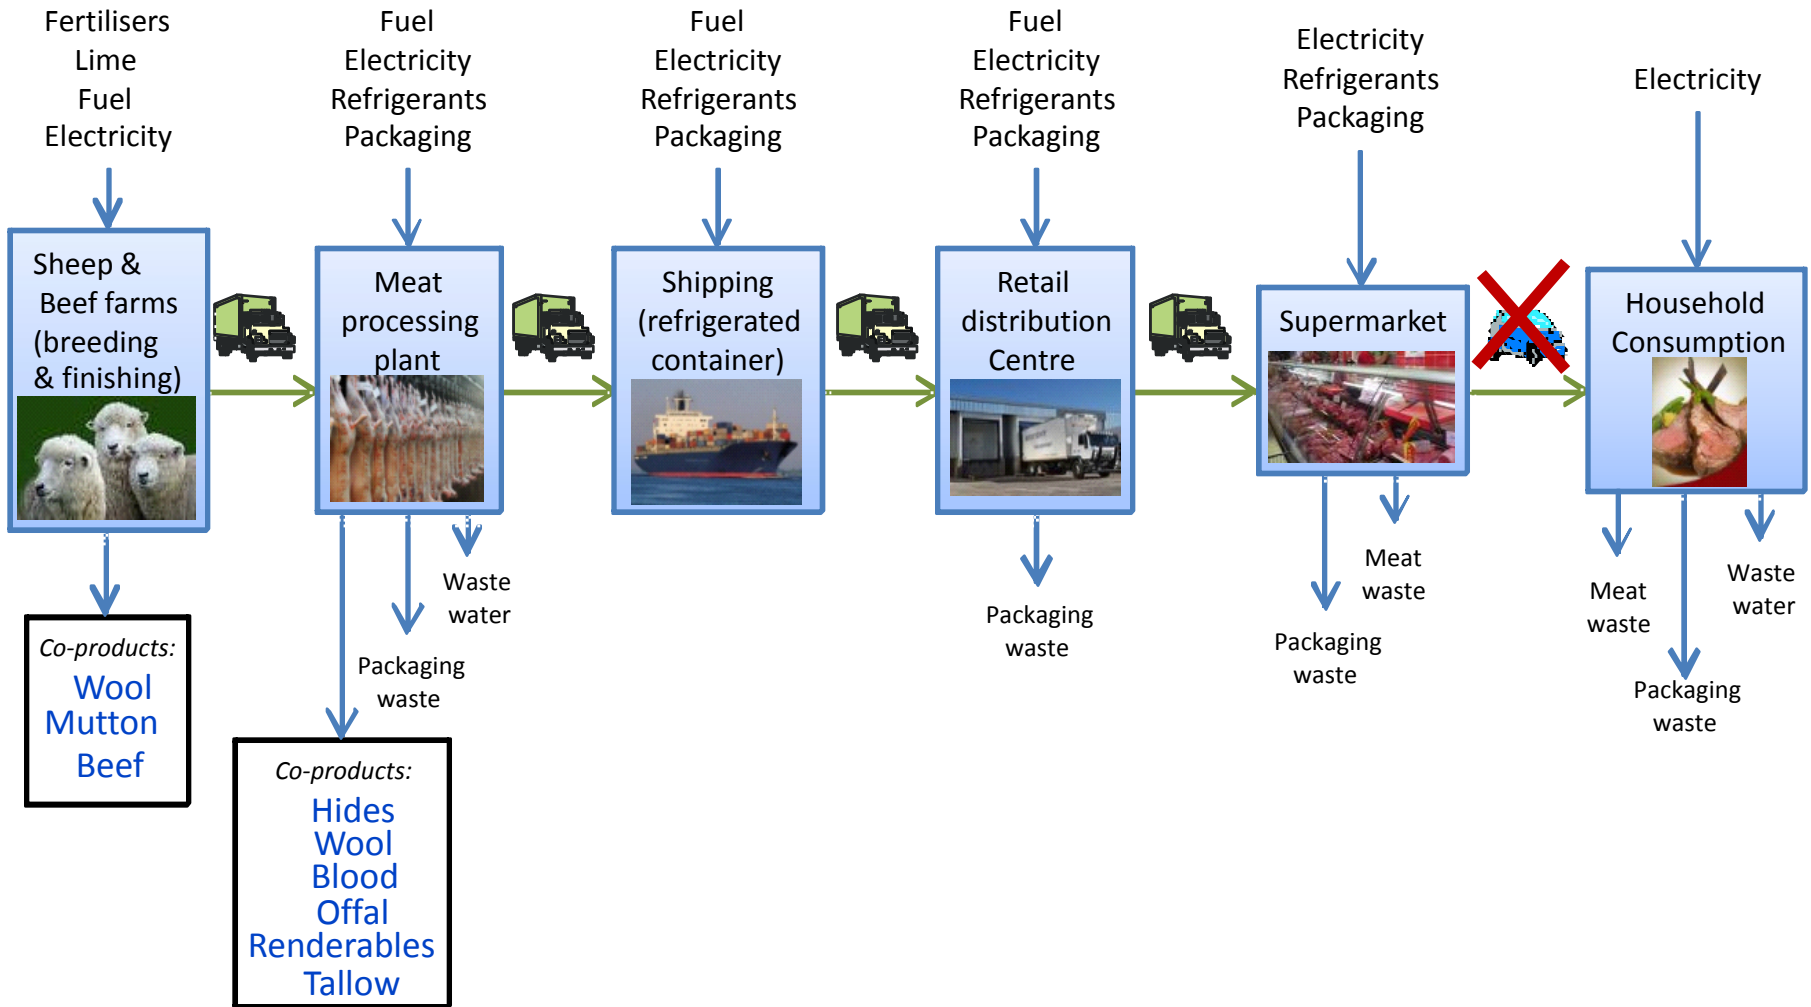 Fertilisers
Lime
Fuel
Electricity
Fuel
Electricity
Refrigerants
Packaging
Fuel
Electricity
Refrigerants
Packaging
Fuel
Electricity
Refrigerants
Packaging
Electricity
Refrigerants
Packaging
Electricity
Sheep &
Beef farms
(breeding
& finishing)
Meat
processing
plant
Shipping
(refrigerated
container)
Retail
distribution
Centre
Supermarket
Household
Consumption
Co-products:
Wool
Mutton
Beef
Waste
water
Packaging
waste
Co-products:
Hides
Wool
Blood
Offal
Renderables
Tallow
Packaging
waste
Meat
waste
Packaging
waste
Meat
waste
Waste
water
Packaging
waste